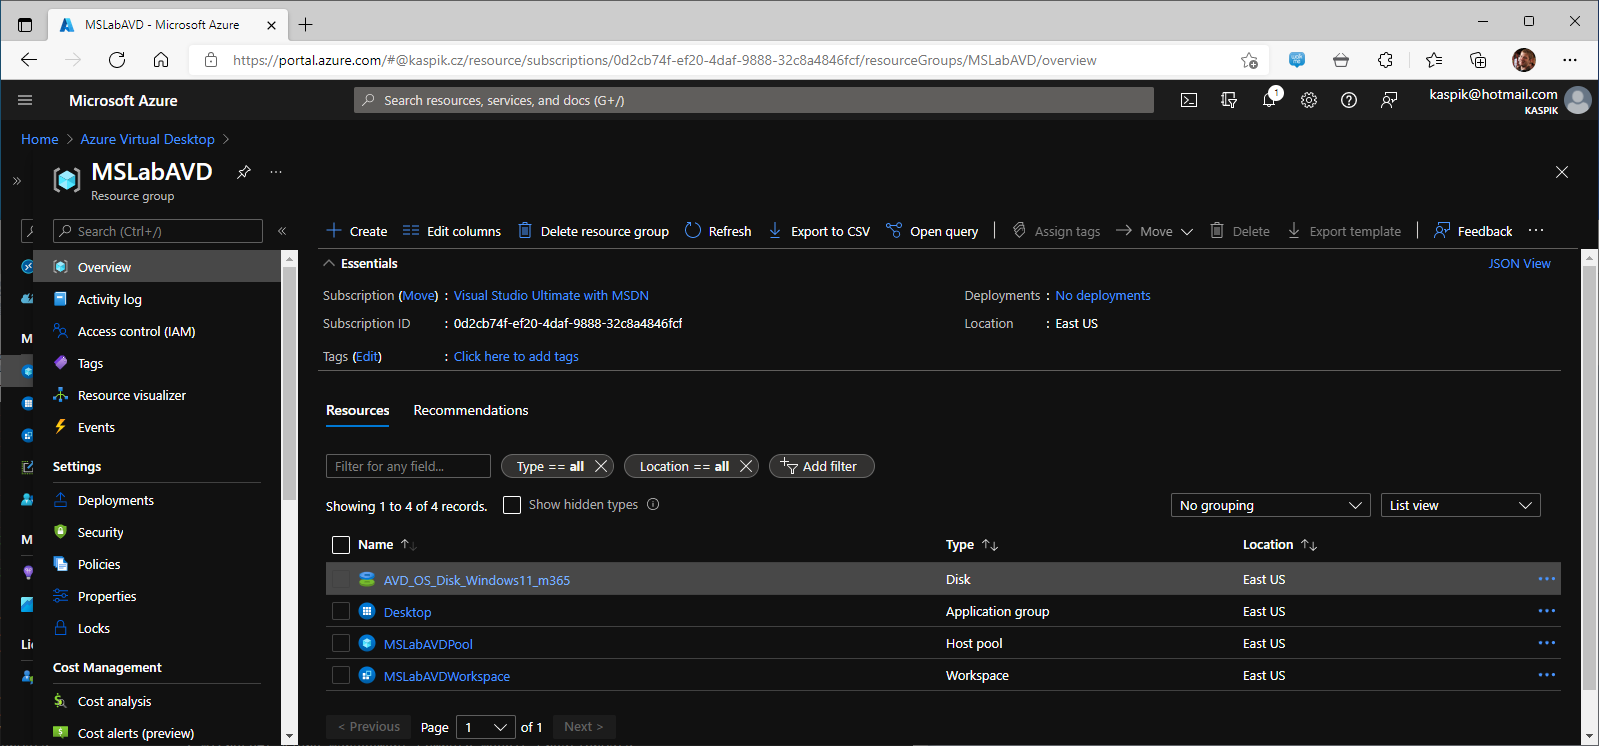 MSLabAVD - Microsoft Azure
https://portal.azure.com/#@kaspik.cz/resource/subscriptions/0d2cb74f-ef20-4daf-9888-32c8a4846fcf/resourceGroups/MSLabAVD/overview
Microsoft Azure
Search resources, services, and docs (G+/)
1
kaspik@hotmail.com
KASPIK
Home > Azure Virtual Desktop >
MSLabAVD
Resource group
Search (Ctrl+/)
Create
Edit columns
Delete resource group
Refresh
Export to CSV
Open query
Assign tags
Move
Delete
Export template
Feedback
Overview
Activity log
Access control (IAM)
Tags
Resource visualizer
Events
Settings
Deployments
Security
Policies
Properties
Locks
Cost Management
Cost analysis
Cost alerts (preview)
M
M
Li
Essentials
JSON View
Subscription (Move) : Visual Studio Ultimate with MSDN
Deployments : No deployments
Subscription ID : 0d2cb74f-ef20-4daf-9888-32c8a4846fcf
Location : East US
Tags (Edit) : Click here to add tags
Resources
Recommendations
Filter for any field...
Type == all
Location == all
Add filter
Showing 1 to 4 of 4 records.
Show hidden types
No grouping
List view
Name Type Location
AVD_OS_Disk_Windows11_m365 Disk East US
Desktop Application group East US
MSLabAVDPool Host pool East US
MSLabAVDWorkspace Workspace East US
< Previous Page 1 of 1 Next >